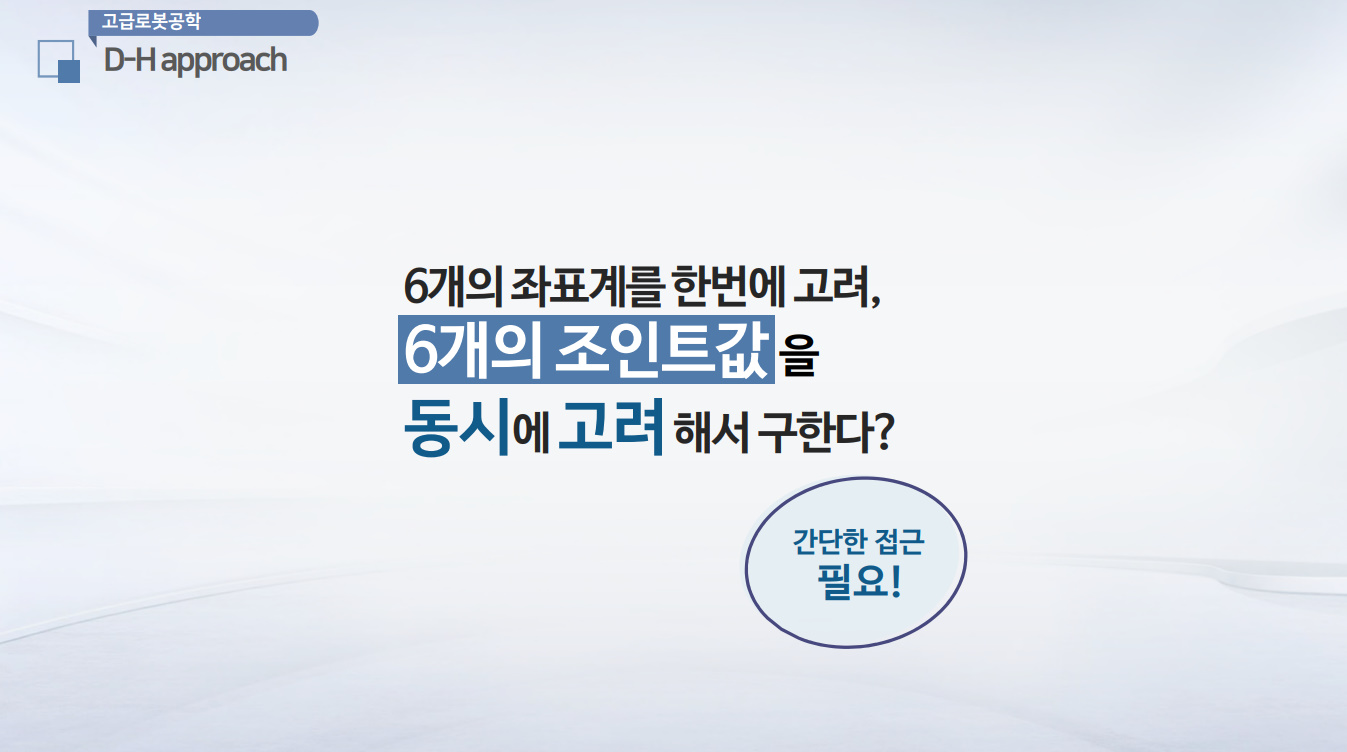 고급로봇공학
D-H approach
6개의 좌표계를 한번에 고려,
6개의 조인트값을
동시에 고려 해서 구한다?
간단한 접근
필요!